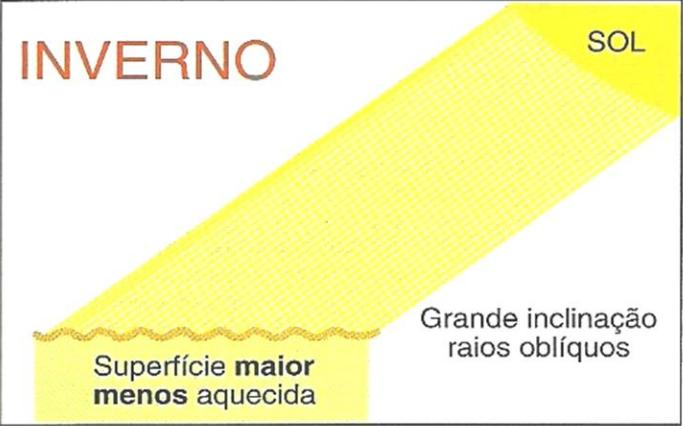 INVERNO
SOL
Grande inclinação
raios oblíquos
Superfície maior
menos aquecida